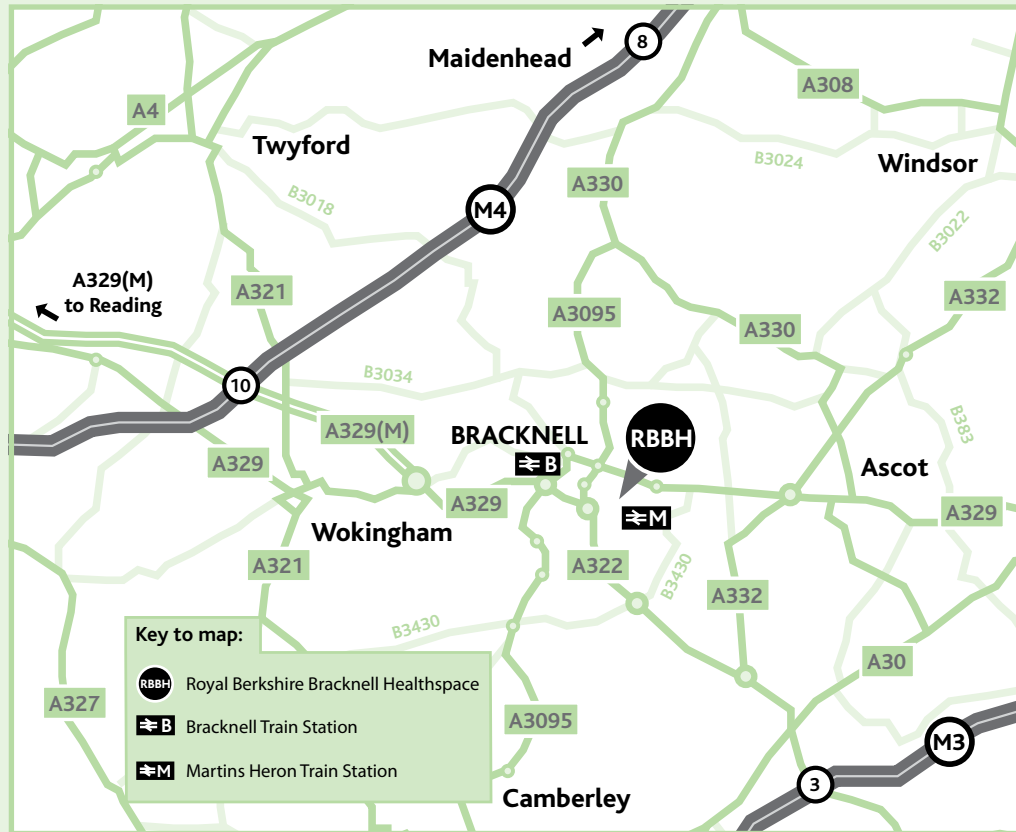 8
Maidenhead
A308
A4
Twyford
B3024
Windsor
A330
B3018
M4
B3022
A329(M)
to Reading
A321
A332
A3095
A330
B3034
10
A329(M)
BRACKNELL
RBBH
B383
B
A329
Ascot
A329
M
A329
Wokingham
A321
A322
B3430
A332
B3430
Key to map:
RBBH Royal Berkshire Bracknell Healthspace
B Bracknell Train Station
M Martins Heron Train Station
A30
A327
A3095
M3
3
Camberley